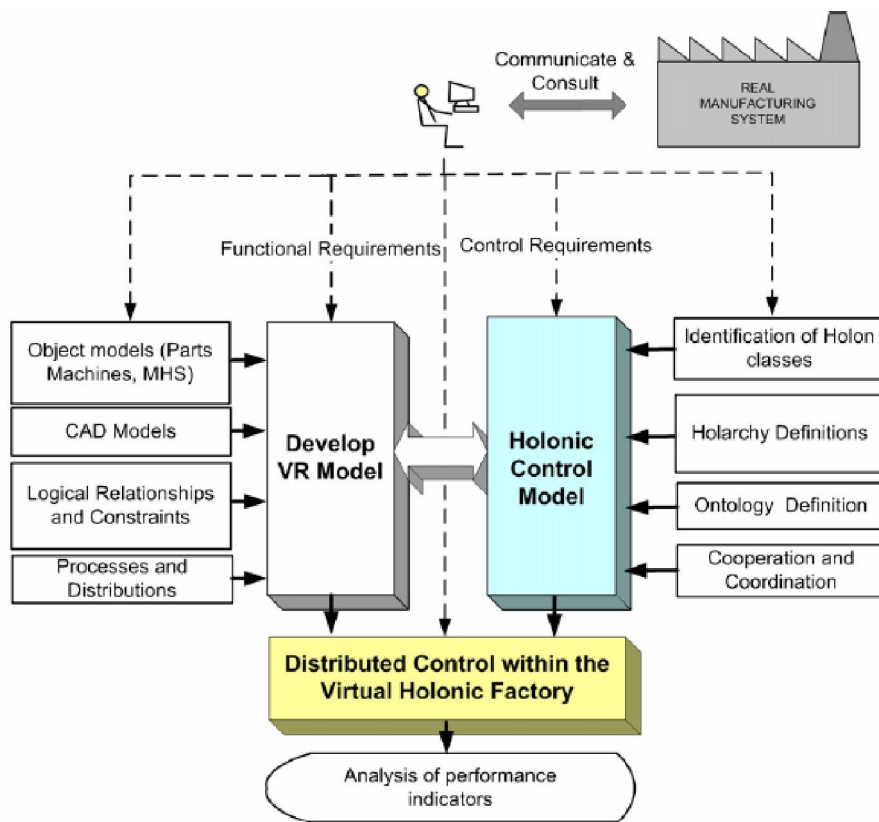 Communicate &
Consult
REAL
MANUFACTURING
SYSTEM
Functional Requirements
Control Requirements
Object models (Parts
Machines, MHS)
CAD Models
Logical Relationships
and Constraints
Processes and
Distributions
Develop
VR Model
Holonic
Control
Model
Identification of Holon
classes
Holarchy Definitions
Ontology Definition
Cooperation and
Coordination
Distributed Control within the
Virtual Holonic Factory
Analysis of performance
indicators